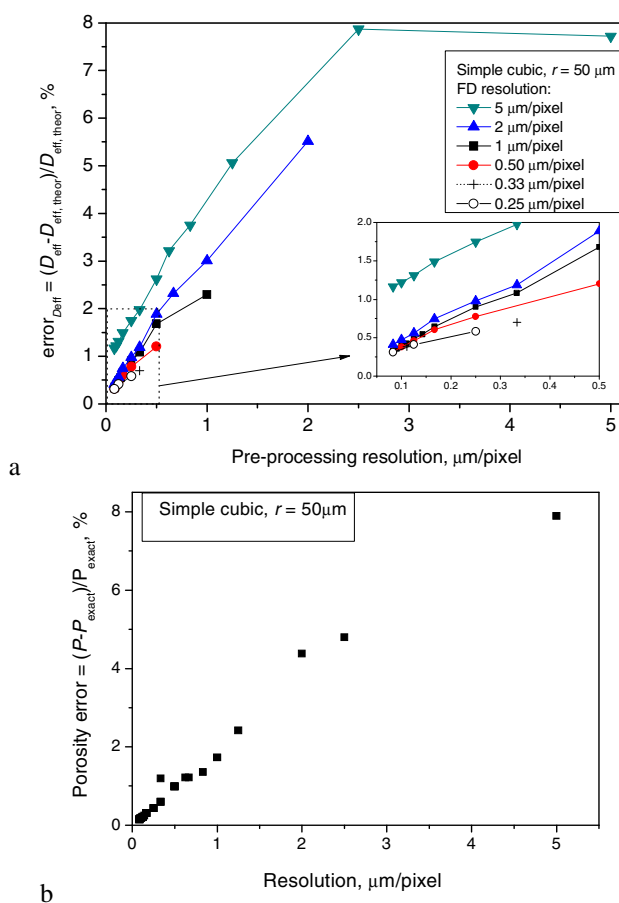 8
7
6
5
4
3
2
1
0
error_Deff = (D_eff-D_eff, theor)/D_eff, theor, %
Simple cubic, r = 50 μm
FD resolution:
5 μm/pixel
2 μm/pixel
1 μm/pixel
0.50 μm/pixel
0.33 μm/pixel
0.25 μm/pixel
2.0
1.5
1.0
0.5
0.0
0.1 0.2 0.3 0.4 0.5
0 1 2 3 4 5
Pre-processing resolution, μm/pixel
a
Simple cubic, r = 50μm
8
6
4
2
0
Porosity error = (P-P_exact)/P_exact, %
0 1 2 3 4 5
Resolution, μm/pixel
b